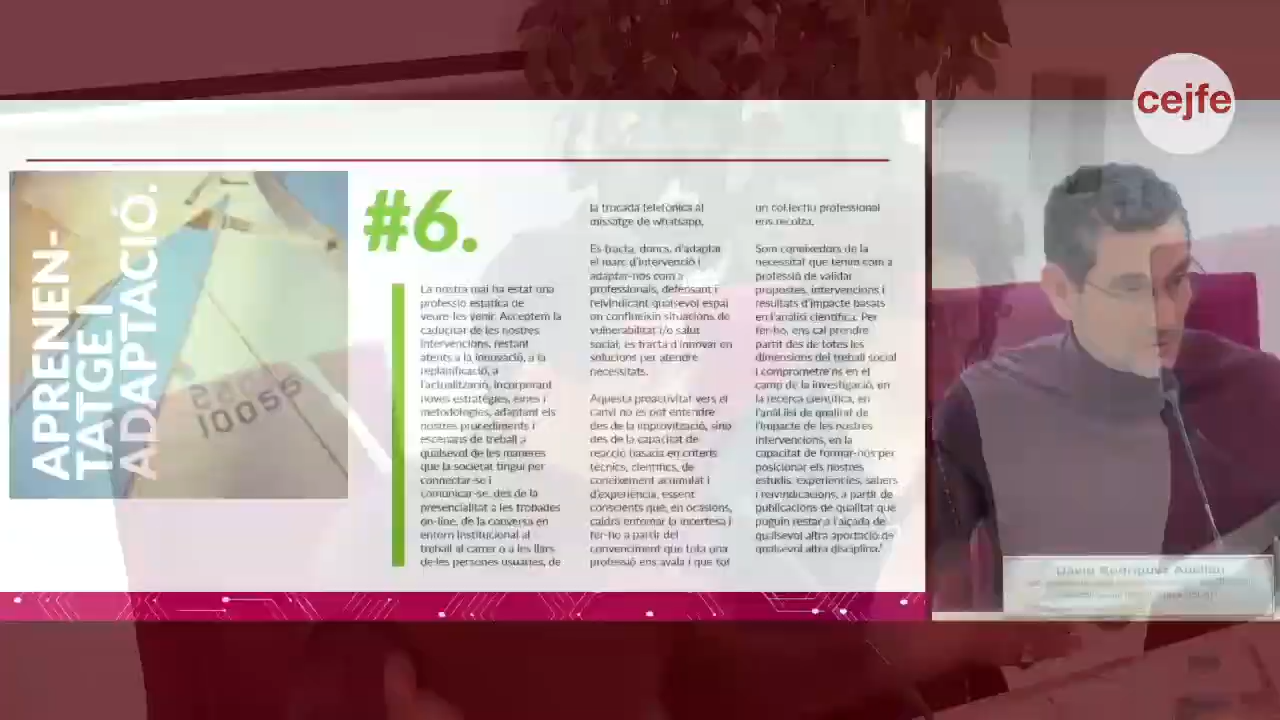 cejfe
APRENEN-
TATGE I
ADAPTACIÓ.
#6.
La nostra mai ha estat una
professió estàtica de
veure-les venir. Acceptem la
caducitat de les nostres
intervencions, restant
atents a la innovació, a la
replanificació, a
l'actualització, incorporant
noves estratègies, eines i
metodologies, adaptant els
nostres procediments i
escenaris de treball a
qualsevol de les maneres
que la societat tingui per
connectar-se i
comunicar-se, des de la
presencialitat a les trobades
on-line, de la conversa en
entorn institucional al
treball al carrer o a les llars
de les persones usuàries, de
la trucada telefònica al
missatge de whatsapp.
Es tracta, doncs, d'adaptar
el marc d'intervenció i
adaptar-nos com a
professionals, defensant i
reivindicant qualsevol espai
on conflueixin situacions de
vulnerabilitat i/o salut
social; es tracta d'innovar en
solucions per atendre
necessitats.
Aquesta proactivitat vers el
canvi no es pot entendre
des de la improvització, sino
des de la capacitat de
reacció basada en criteris
tècnics, científics, de
coneixement acumulat i
d'experiència, essent
conscients que, en ocasions,
caldrà entomar la incertesa i
fer-ho a partir del
convenciment que tota una
professió ens avala i que tot
un col·lectiu professional
ens recolza.
Som coneixedors de la
necessitat que tenim com a
professió de validar
propostes, intervencions i
resultats d'impacte basats
en l'anàlisi científica. Per
fer-ho, ens cal prendre
partit des de totes les
dimensions del treball social
i comprometre'ns en el
camp de la investigació, en
la recerca científica, en
l'anàlisi de qualitat de
l'impacte de les nostres
intervencions, en la
capacitat de formar-nos per
posicionar els nostres
estudis, experiències, sabers
i reivindicacions, a partir de
publicacions de qualitat que
puguin restar a l'alçada de
qualsevol altra aportació de
qualsevol altra disciplina.
David Rodríguez